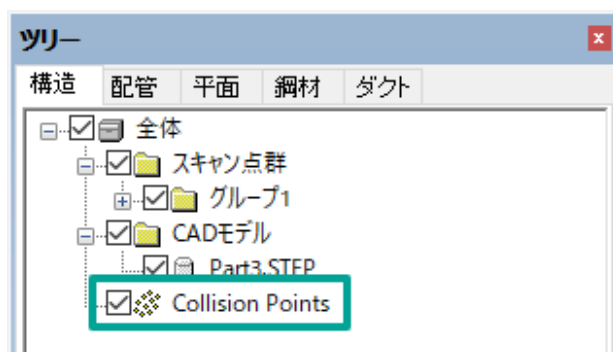 ツリー
構造 配管 平面 鋼材 ダクト
全体
スキャン点群
グループ1
CADモデル
Part3.STEP
Collision Points